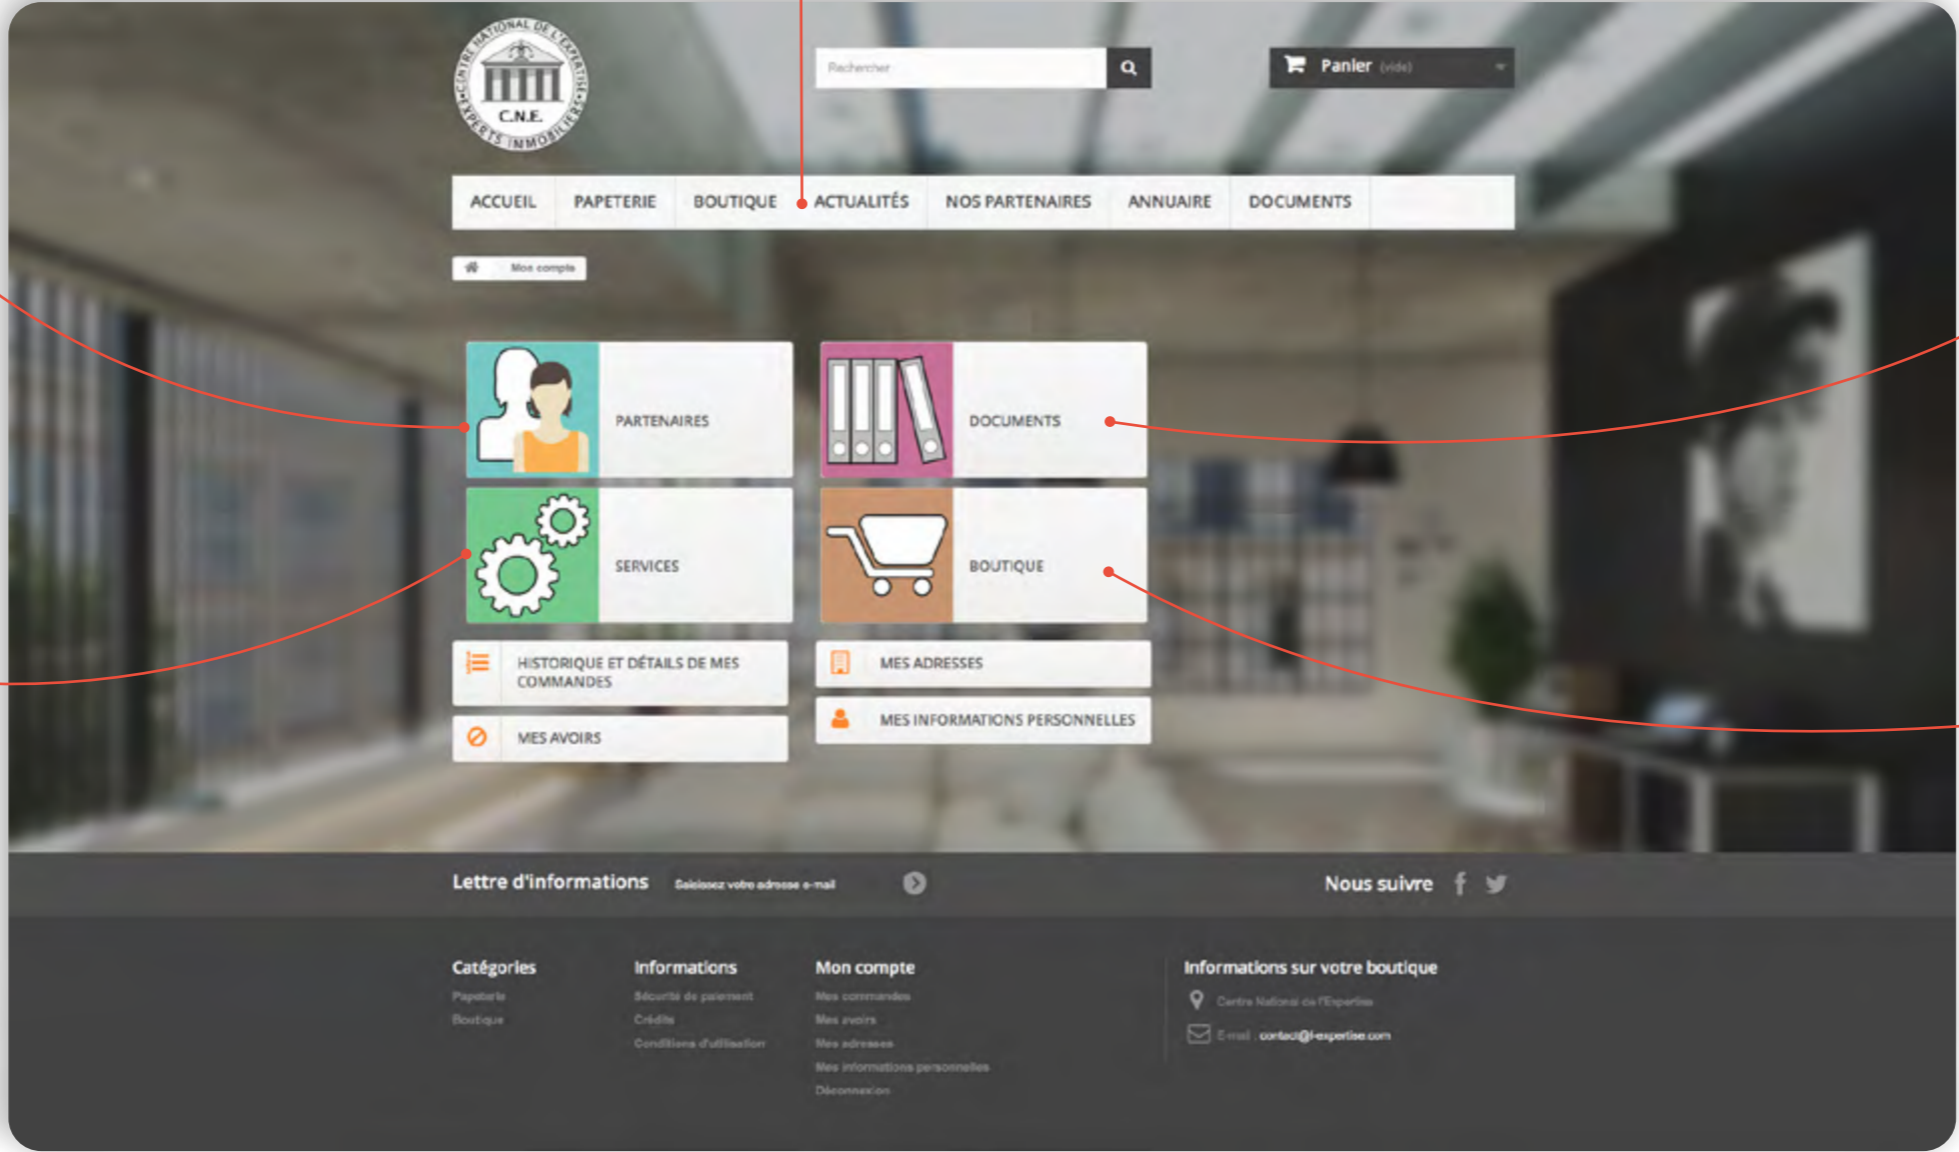 CENTRE NATIONAL DE L'EXPERTISE
C.N.E.
EXPERTS IMMOBILIERS
Rechercher
Panier (vide)
ACCUEIL PAPETERIE BOUTIQUE ACTUALITÉS NOS PARTENAIRES ANNUAIRE DOCUMENTS
Mon compte
PARTENAIRES DOCUMENTS
SERVICES BOUTIQUE
HISTORIQUE ET DÉTAILS DE MES
COMMANDES
MES ADRESSES
MES INFORMATIONS PERSONNELLES
MES AVOIRS
Lettre d'informations Saisissez votre adresse e-mail Nous suivre
Catégories
Papeterie
Boutique
Informations
Sécurité de paiement
Crédits
Conditions d'utilisation
Mon compte
Mes commandes
Mes avoirs
Mes adresses
Mes informations personnelles
Déconnexion
Informations sur votre boutique
Centre National de l'Expertise
E-mail : contact@l-expertise.com